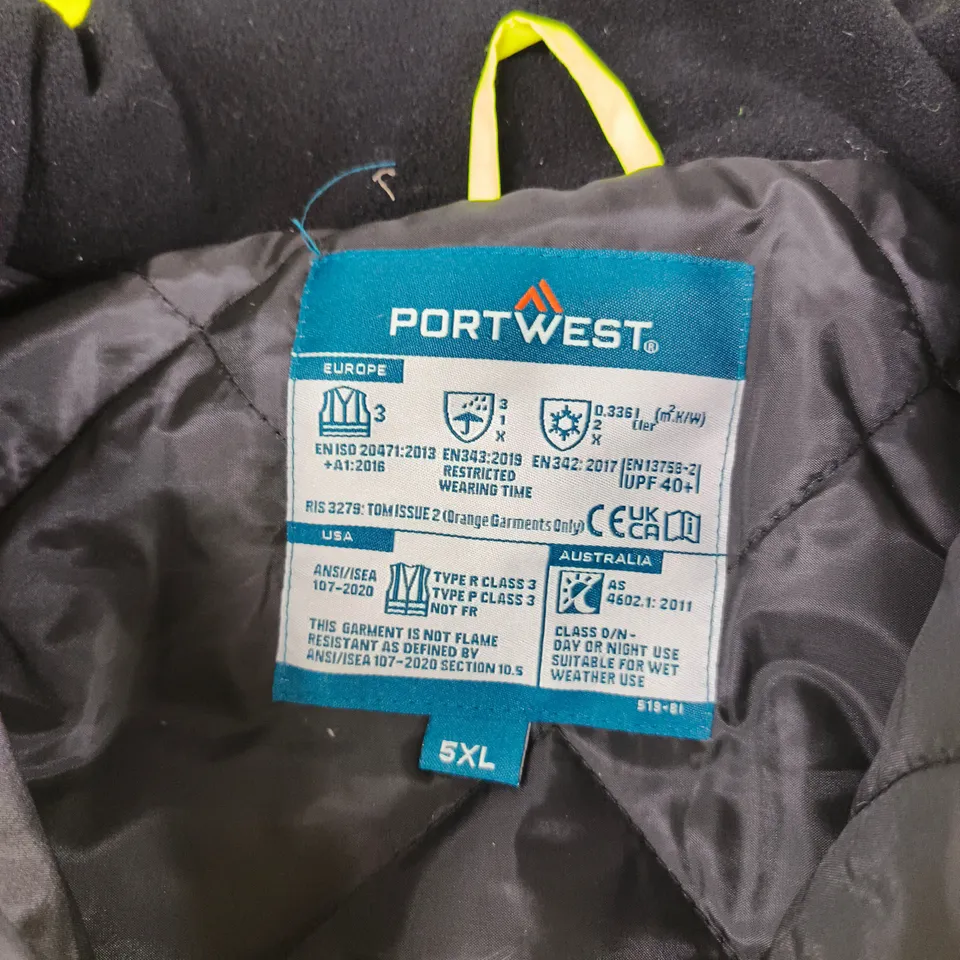 PORTWEST®
EUROPE
3
EN ISO 20471:2013
+A1:2016
3
1
X
EN343:2019
RESTRICTED
WEARING TIME
0.336 Icler (m².K/W)
2
X
EN 342: 2017
EN13758-2
UPF 40+
RIS 3279: TOM ISSUE 2 (Orange Garments Only) CE UK
CA i
USA
ANSI/ISEA
107-2020
TYPE R CLASS 3
TYPE P CLASS 3
NOT FR
THIS GARMENT IS NOT FLAME
RESISTANT AS DEFINED BY
ANSI/ISEA 107-2020 SECTION 10.5
AUSTRALIA
AS
4602.1: 2011
CLASS D/N-
DAY OR NIGHT USE
SUITABLE FOR WET
WEATHER USE
5XL